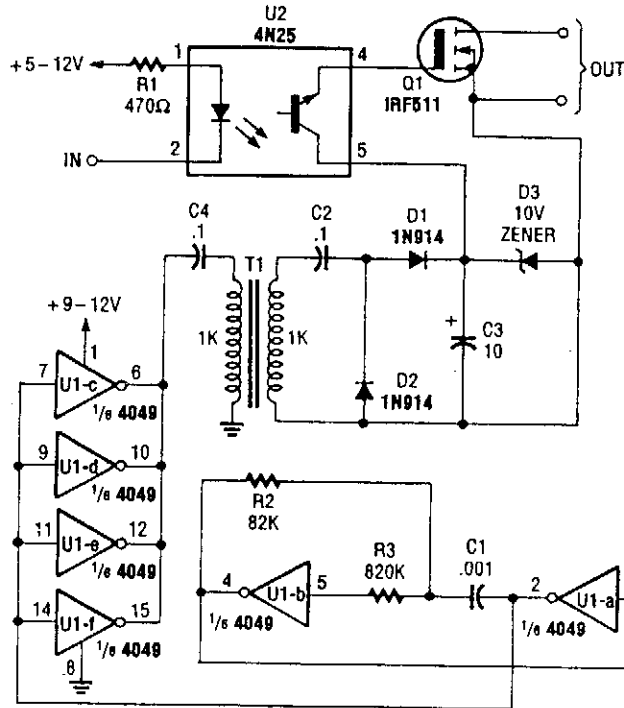 U2
4N25
+5-12V
R1
470Ω
1
2
4
5
IN
Q1
IRF511
OUT
C4
.1
C2
.1
T1
1K
1K
D1
1N914
D2
1N914
D3
10V
ZENER
+
C3
10
+9-12V
1
7
U1-c
6
1/6 4049
9
U1-d
10
1/6 4049
11
U1-e
12
1/6 4049
14
U1-f
15
1/6 4049
8
R2
82K
R3
820K
C1
.001
4
U1-b
5
1/6 4049
2
U1-a
1/6 4049